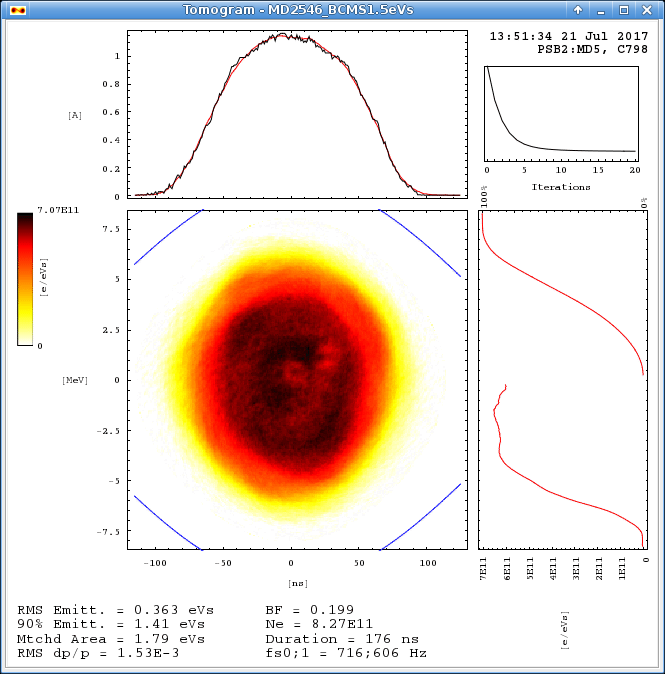 Tomogram - MD2546_BCMS1.5eVs
13:51:34 21 Jul 2017
PSB2:MD5, C798
1
0.8
0.6
0.4
0.2
0
[A]
0 5 10 15 20
Iterations
100%
0%
7.07E11
[e/eVs]
0
7.5
5
2.5
0
-2.5
-5
-7.5
[MeV]
-100 -50 0 50 100
[ns]
7E11 6E11 5E11 4E11 3E11 2E11 1E11 0
[e/eVs]
RMS Emitt. = 0.363 eVs BF = 0.199
90% Emitt. = 1.41 eVs Ne = 8.27E11
Mtchd Area = 1.79 eVs Duration = 176 ns
RMS dp/p = 1.53E-3 fs0;1 = 716;606 Hz